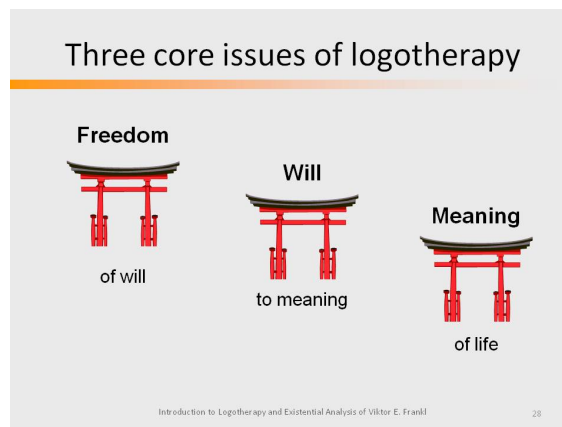 Three core issues of logotherapy
Freedom
of will
Will
to meaning
Meaning
of life
Introduction to Logotherapy and Existential Analysis of Viktor E. Frankl
28